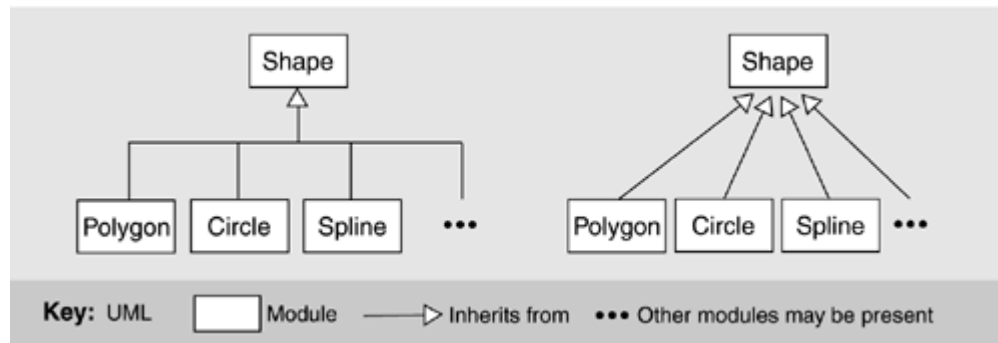 Shape Shape
Polygon Circle Spline ••• Polygon Circle Spline •••
Key: UML Module Inherits from ••• Other modules may be present